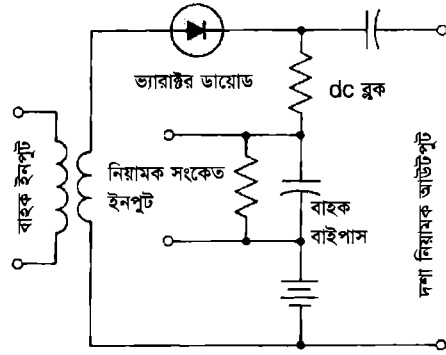 ভ্যারাক্টর ডায়োড
dc ব্লক
বাহক ইনপুট
নিয়ামক সংকেত
ইনপুট
বাহক
বাইপাস
দশা নিয়ামক আউটপুট